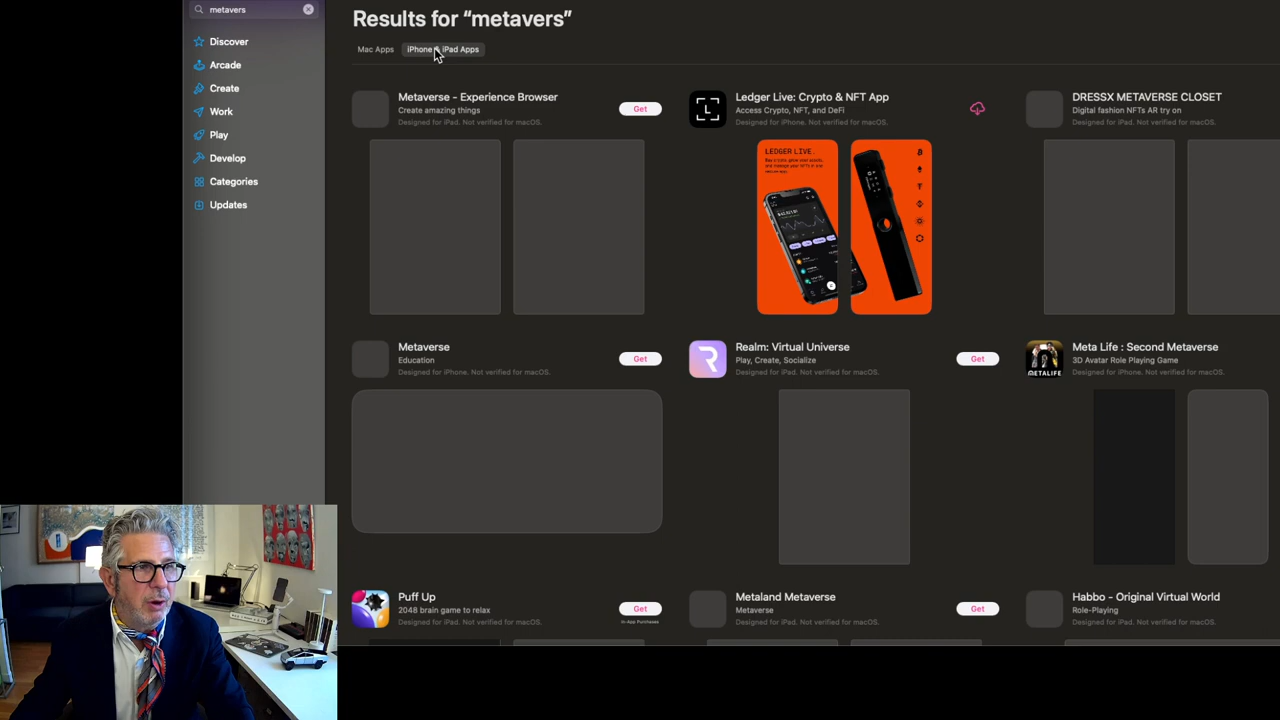 metavers
Results for “metavers”
Discover
Arcade
Create
Work
Play
Develop
Categories
Updates
Mac Apps
iPhone & iPad Apps
Metaverse - Experience Browser
Create amazing things
Designed for iPad. Not verified for macOS.
Get
Ledger Live: Crypto & NFT App
Access Crypto, NFT, and DeFi
Designed for iPhone. Not verified for macOS.
LEDGER LIVE.
DRESSX METAVERSE CLOSET
Digital fashion NFTs AR try on
Designed for iPad. Not verified for macOS.
Metaverse
Education
Designed for iPhone. Not verified for macOS.
Get
Realm: Virtual Universe
Play, Create, Socialize
Designed for iPad. Not verified for macOS.
Get
METALIFE
Meta Life : Second Metaverse
3D Avatar Role Playing Game
Designed for iPhone. Not verified for macOS.
Puff Up
2048 brain game to relax
Designed for iPad. Not verified for macOS.
Get
In-App Purchases
Metaland Metaverse
Metaverse
Designed for iPad. Not verified for macOS.
Get
Habbo - Original Virtual World
Role-Playing
Designed for iPad. Not verified for macOS.